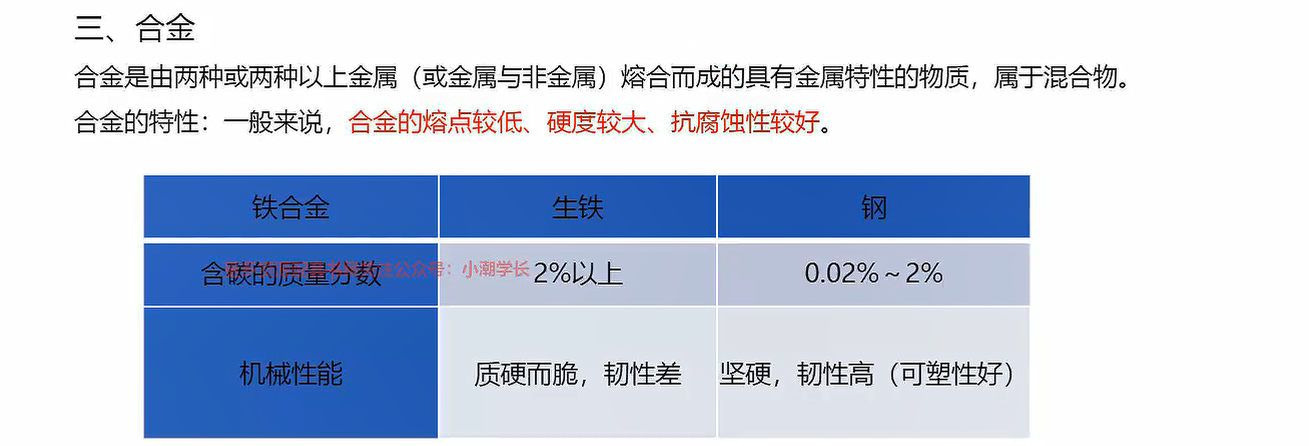 三、合金
合金是由两种或两种以上金属（或金属与非金属）熔合而成的具有金属特性的物质，属于混合物。
合金的特性：一般来说，合金的熔点较低、硬度较大、抗腐蚀性较好。
铁合金 生铁 钢
含碳的质量分数 2%以上 0.02%～2%
公众号：小潮学长
机械性能 质硬而脆，韧性差 坚硬，韧性高（可塑性好）